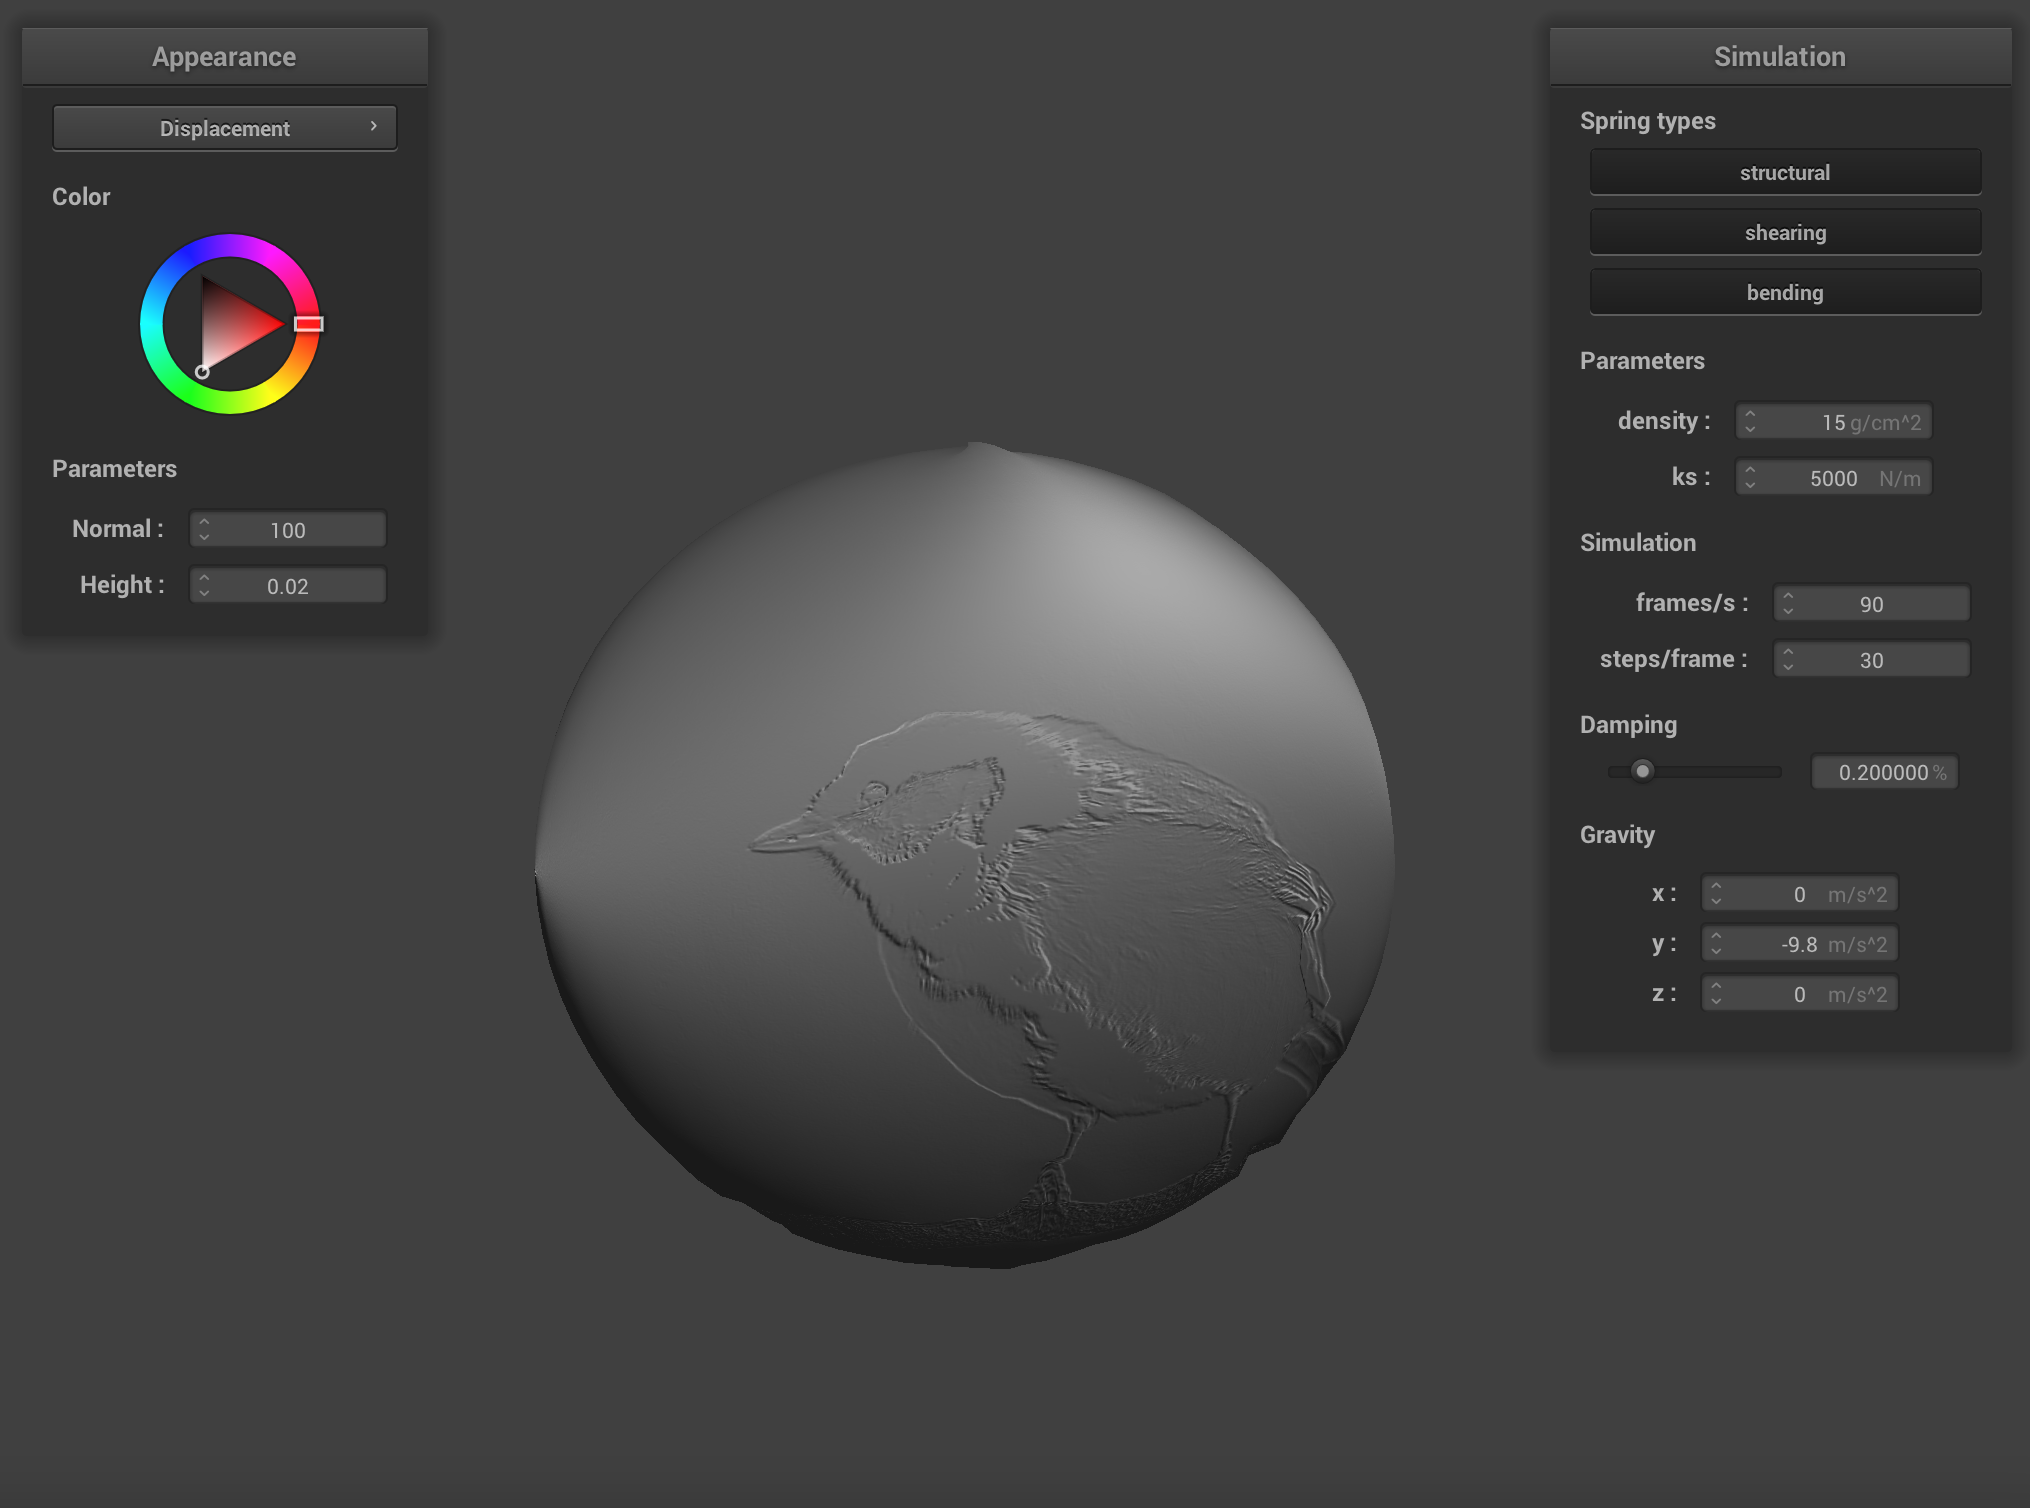 Appearance
Displacement
Color
Parameters
Normal : 100
Height : 0.02
Simulation
Spring types
structural
shearing
bending
Parameters
density : 15 g/cm^2
ks : 5000 N/m
Simulation
frames/s : 90
steps/frame : 30
Damping
0.200000 %
Gravity
x : 0 m/s^2
y : -9.8 m/s^2
z : 0 m/s^2